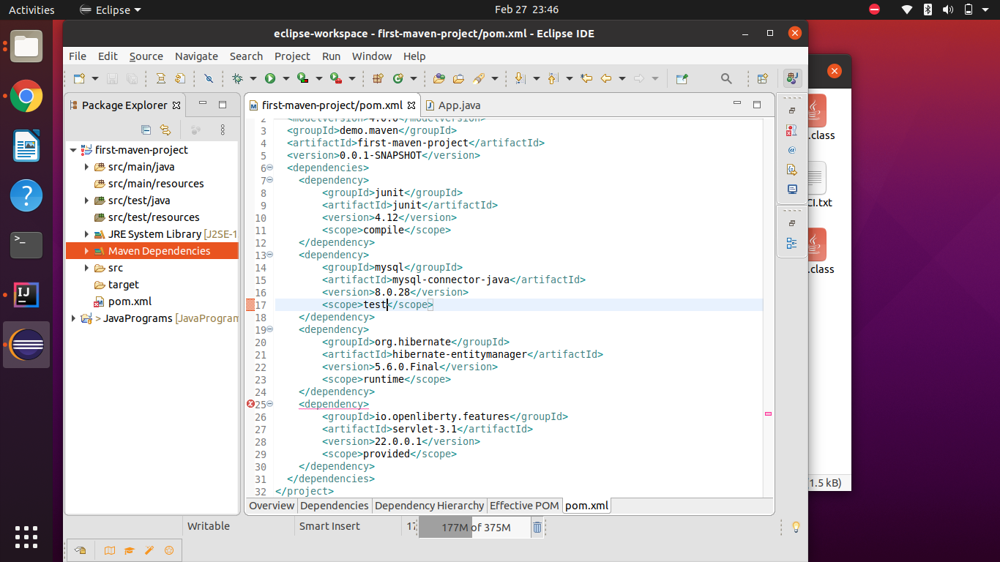 Activities
Eclipse
Feb 27 23:46
eclipse-workspace - first-maven-project/pom.xml - Eclipse IDE
File Edit Source Navigate Search Project Run Window Help
Package Explorer
first-maven-project/pom.xml
App.java
first-maven-project
src/main/java
src/main/resources
src/test/java
src/test/resources
JRE System Library [J2SE-1
Maven Dependencies
src
target
pom.xml
> JavaPrograms [JavaProgram
2 <modelVersion>4.0.0</modelVersion>
3 <groupId>demo.maven</groupId>
4 <artifactId>first-maven-project</artifactId>
5 <version>0.0.1-SNAPSHOT</version>
6 <dependencies>
7 <dependency>
8 <groupId>junit</groupId>
9 <artifactId>junit</artifactId>
10 <version>4.12</version>
11 <scope>compile</scope>
12 </dependency>
13 <dependency>
14 <groupId>mysql</groupId>
15 <artifactId>mysql-connector-java</artifactId>
16 <version>8.0.28</version>
17 <scope>test</scope>
18 </dependency>
19 <dependency>
20 <groupId>org.hibernate</groupId>
21 <artifactId>hibernate-entitymanager</artifactId>
22 <version>5.6.0.Final</version>
23 <scope>runtime</scope>
24 </dependency>
25 <dependency>
26 <groupId>io.openliberty.features</groupId>
27 <artifactId>servlet-3.1</artifactId>
28 <version>22.0.0.1</version>
29 <scope>provided</scope>
30 </dependency>
31 </dependencies>
32 </project>
Overview Dependencies Dependency Hierarchy Effective POM pom.xml
Writable Smart Insert 17 177M of 375M
.class
CI.txt
.class
(1.5 kB)